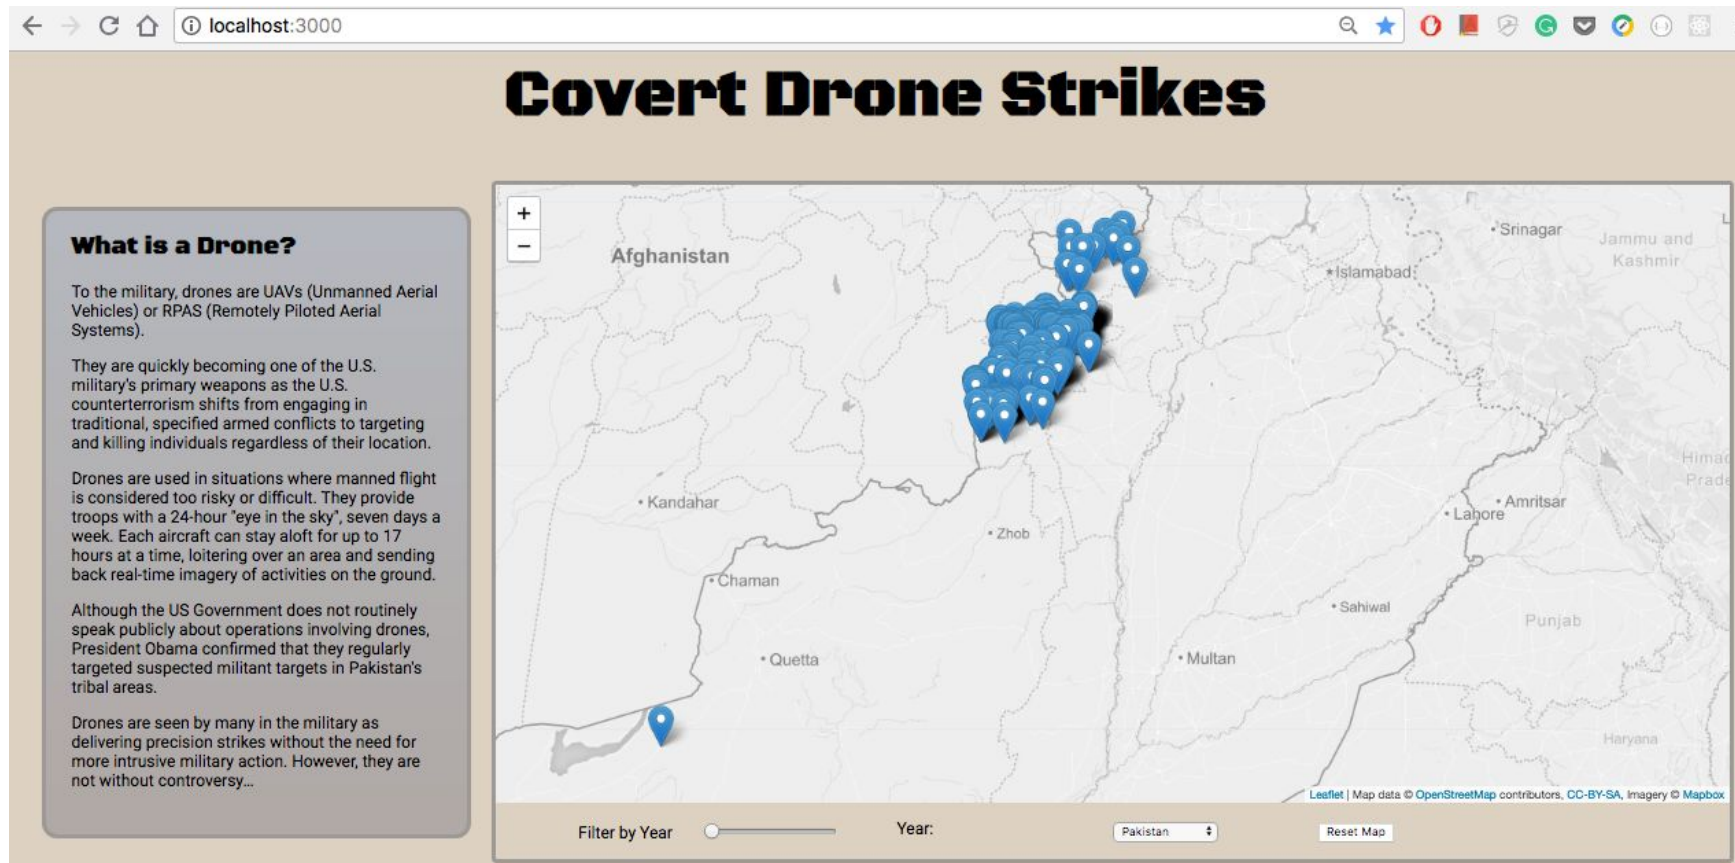 localhost:3000
Covert Drone Strikes
What is a Drone?
To the military, drones are UAVs (Unmanned Aerial
Vehicles) or RPAS (Remotely Piloted Aerial
Systems).
They are quickly becoming one of the U.S.
military's primary weapons as the U.S.
counterterrorism shifts from engaging in
traditional, specified armed conflicts to targeting
and killing individuals regardless of their location.
Drones are used in situations where manned flight
is considered too risky or difficult. They provide
troops with a 24-hour "eye in the sky", seven days a
week. Each aircraft can stay aloft for up to 17
hours at a time, loitering over an area and sending
back real-time imagery of activities on the ground.
Although the US Government does not routinely
speak publicly about operations involving drones,
President Obama confirmed that they regularly
targeted suspected militant targets in Pakistan's
tribal areas.
Drones are seen by many in the military as
delivering precision strikes without the need for
more intrusive military action. However, they are
not without controversy...
+
−
Afghanistan
Srinagar
Jammu and
Kashmir
Islamabad
Kandahar
Amritsar
Lahore
Zhob
Chaman
Sahiwal
Punjab
Quetta
Multan
Haryana
Leaflet | Map data © OpenStreetMap contributors, CC-BY-SA, Imagery © Mapbox
Filter by Year
Year:
Pakistan
Reset Map